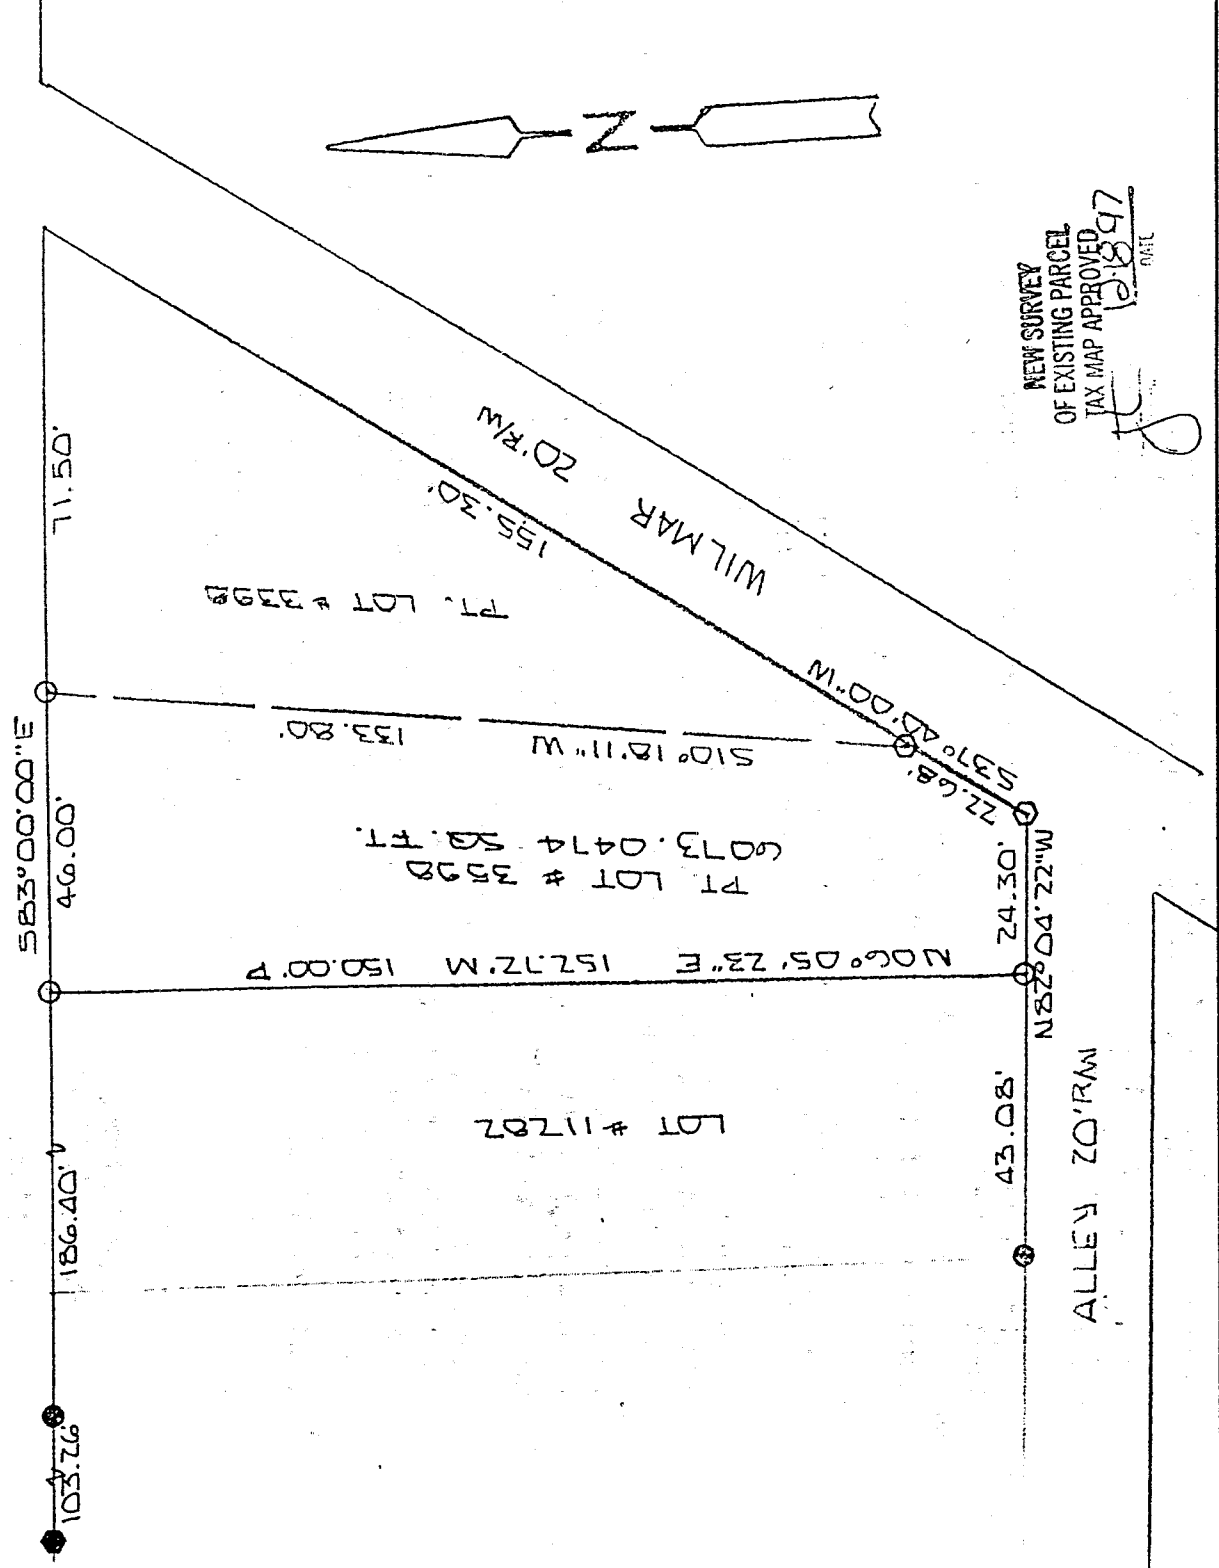 S83°00'00"E
103.26'
186.40'
46.00'
71.50'
N
PT. LOT # 3398
155.30'
WILMAR 20' R/W
S10°18'11"W 133.80'
PT. LOT # 3598
6073.0474 SQ. FT.
N06°05'23"E 152.72'M 150.00'P
LOT #11282
S37°40'00"W
22.68'
24.30'
N82°04'22"W
43.08'
ALLEY 20'R/W
NEW SURVEY
OF EXISTING PARCEL
TAX MAP APPROVED
12-18-97
DATE